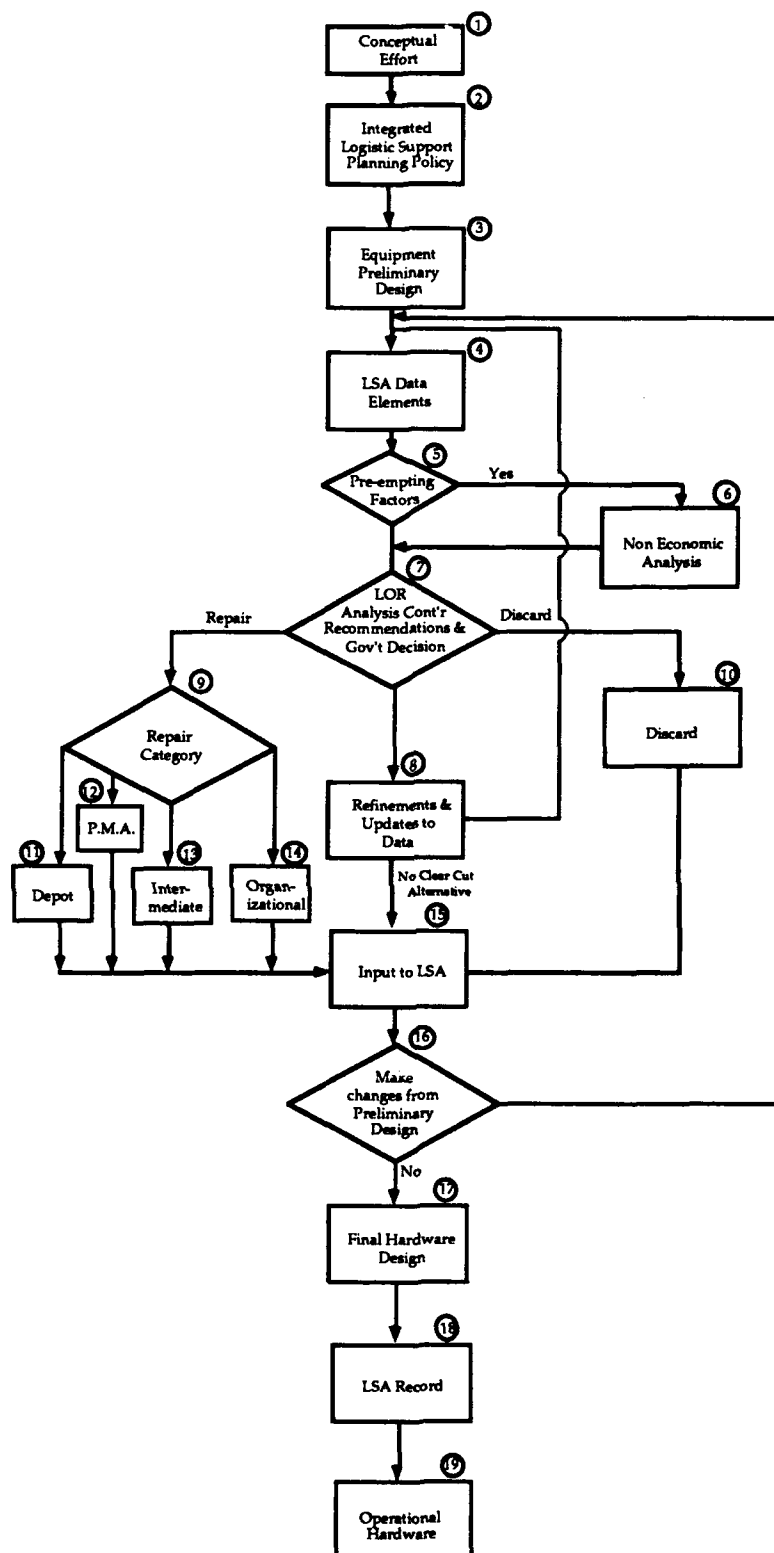 1
Conceptual
Effort
2
Integrated
Logistic Support
Planning Policy
3
Equipment
Preliminary
Design
4
LSA Data
Elements
5
Pre-empting
Factors
Yes
6
Non Economic
Analysis
7
LOR
Analysis Cont'r
Recommendations &
Gov't Decision
Repair
Discard
9
Repair
Category
10
Discard
8
Refinements &
Updates to
Data
12
P.M.A.
11
Depot
13
Inter-
mediate
14
Organ-
izational
No Clear Cut
Alternative
15
Input to LSA
16
Make
changes from
Preliminary
Design
No
17
Final Hardware
Design
18
LSA Record
19
Operational
Hardware